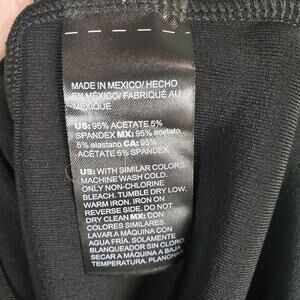 MADE IN MEXICO/ HECHO
EN MÉXICO/ FABRIQUÉ AU
MEXIQUE
US: 95% ACETATE 5%
SPANDEX MX: 95% acetato
5% elastano CA: 95%
ACÉTATE 5% SPANDEX
US: WITH SIMILAR COLORS.
MACHINE WASH COLD.
ONLY NON-CHLORINE
BLEACH. TUMBLE DRY LOW.
WARM IRON. IRON ON
REVERSE SIDE. DO NOT
DRY CLEAN MX: CON
COLORES SIMILARES.
LAVAR A MÁQUINA CON
AGUA FRÍA. SOLAMENTE
BLANQUEADOR SIN CLORO.
SECAR A MÁQUINA A BAJA
TEMPERATURA. PLANCHA